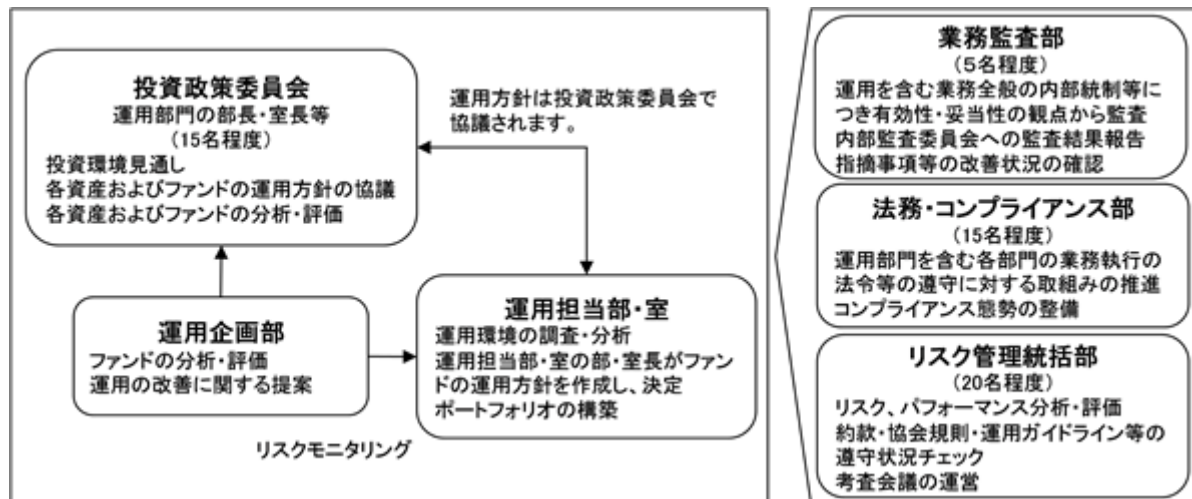 投資政策委員会
運用部門の部長・室長等
(15名程度)
投資環境見通し
各資産およびファンドの運用方針の協議
各資産およびファンドの分析・評価
運用方針は投資政策委員会で
協議されます。
運用企画部
ファンドの分析・評価
運用の改善に関する提案
運用担当部・室
運用環境の調査・分析
運用担当部・室の部・室長がファン
ドの運用方針を作成し、決定
ポートフォリオの構築
リスクモニタリング
業務監査部
(5名程度)
運用を含む業務全般の内部統制等に
つき有効性・妥当性の観点から監査
内部監査委員会への監査結果報告
指摘事項等の改善状況の確認
法務・コンプライアンス部
(15名程度)
運用部門を含む各部門の業務執行の
法令等の遵守に対する取組みの推進
コンプライアンス態勢の整備
リスク管理統括部
(20名程度)
リスク、パフォーマンス分析・評価
約款・協会規則・運用ガイドライン等の
遵守状況チェック
考査会議の運営